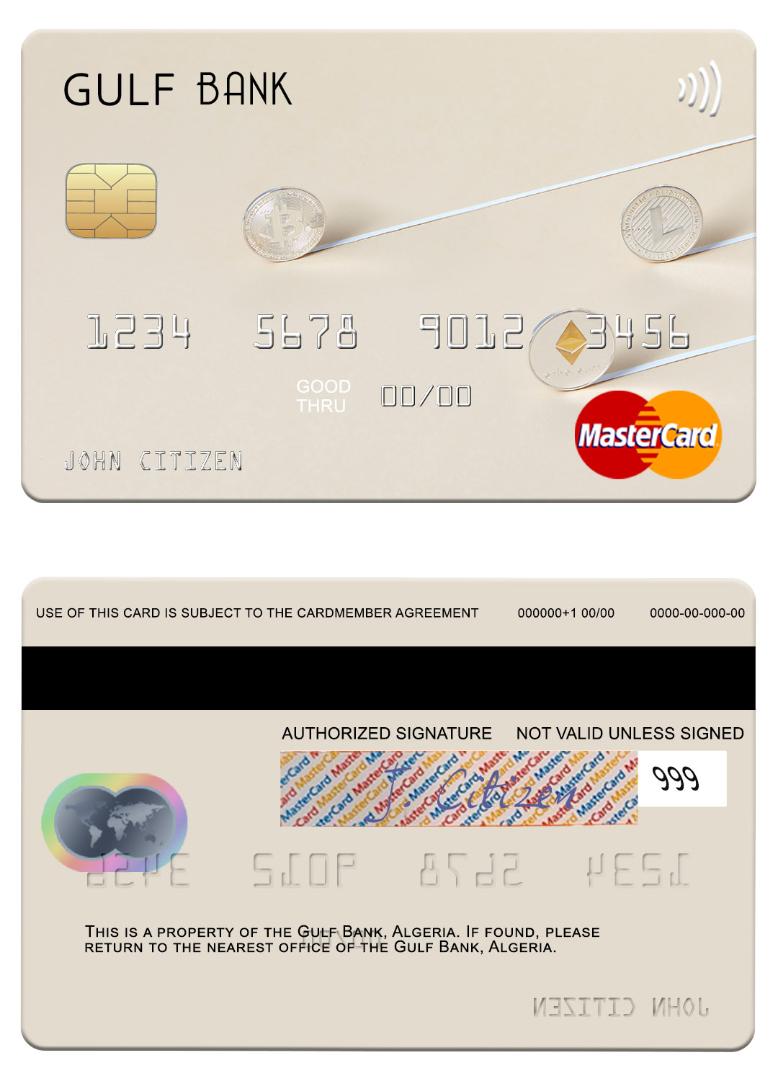 GULF BANK
1234 5678 9012 3456
GOOD
THRU 00/00
MasterCard
JOHN CITIZEN
USE OF THIS CARD IS SUBJECT TO THE CARDMEMBER AGREEMENT 000000+1 00/00 0000-00-000-00
AUTHORIZED SIGNATURE NOT VALID UNLESS SIGNED
J. Citizen 999
THIS IS A PROPERTY OF THE GULF BANK, ALGERIA. IF FOUND, PLEASE
RETURN TO THE NEAREST OFFICE OF THE GULF BANK, ALGERIA.
JOHN CITIZEN